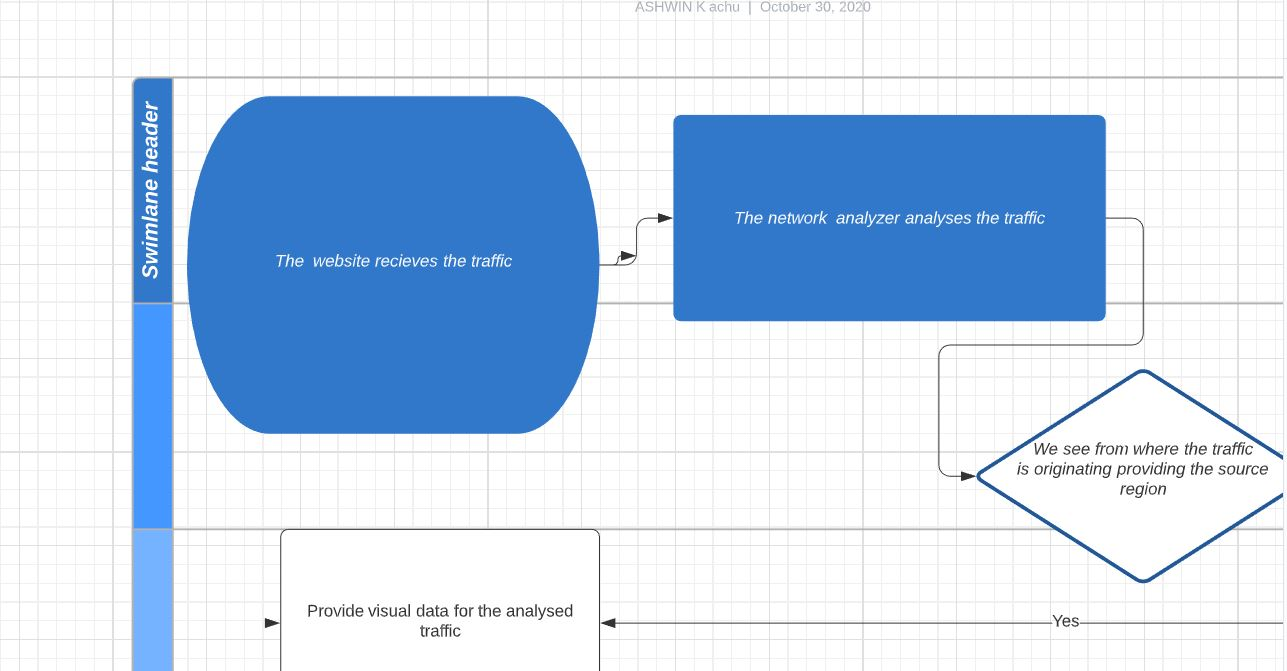 ASHWIN K achu | October 30, 2020
Swimlane header
The  website recieves the traffic
The network  analyzer analyses the traffic
We see from where the traffic
is originating providing the source
region
Provide visual data for the analysed
traffic
Yes